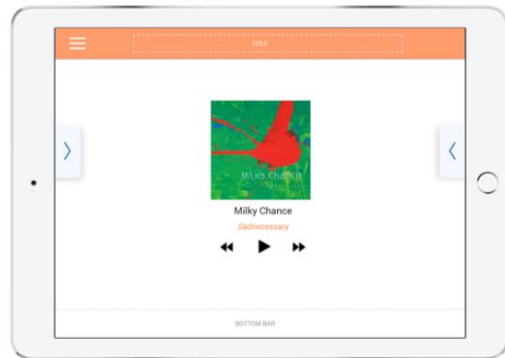 TITLE
MiLKy CHaNCe
Milky Chance
Sadnecessary
BOTTOM BAR